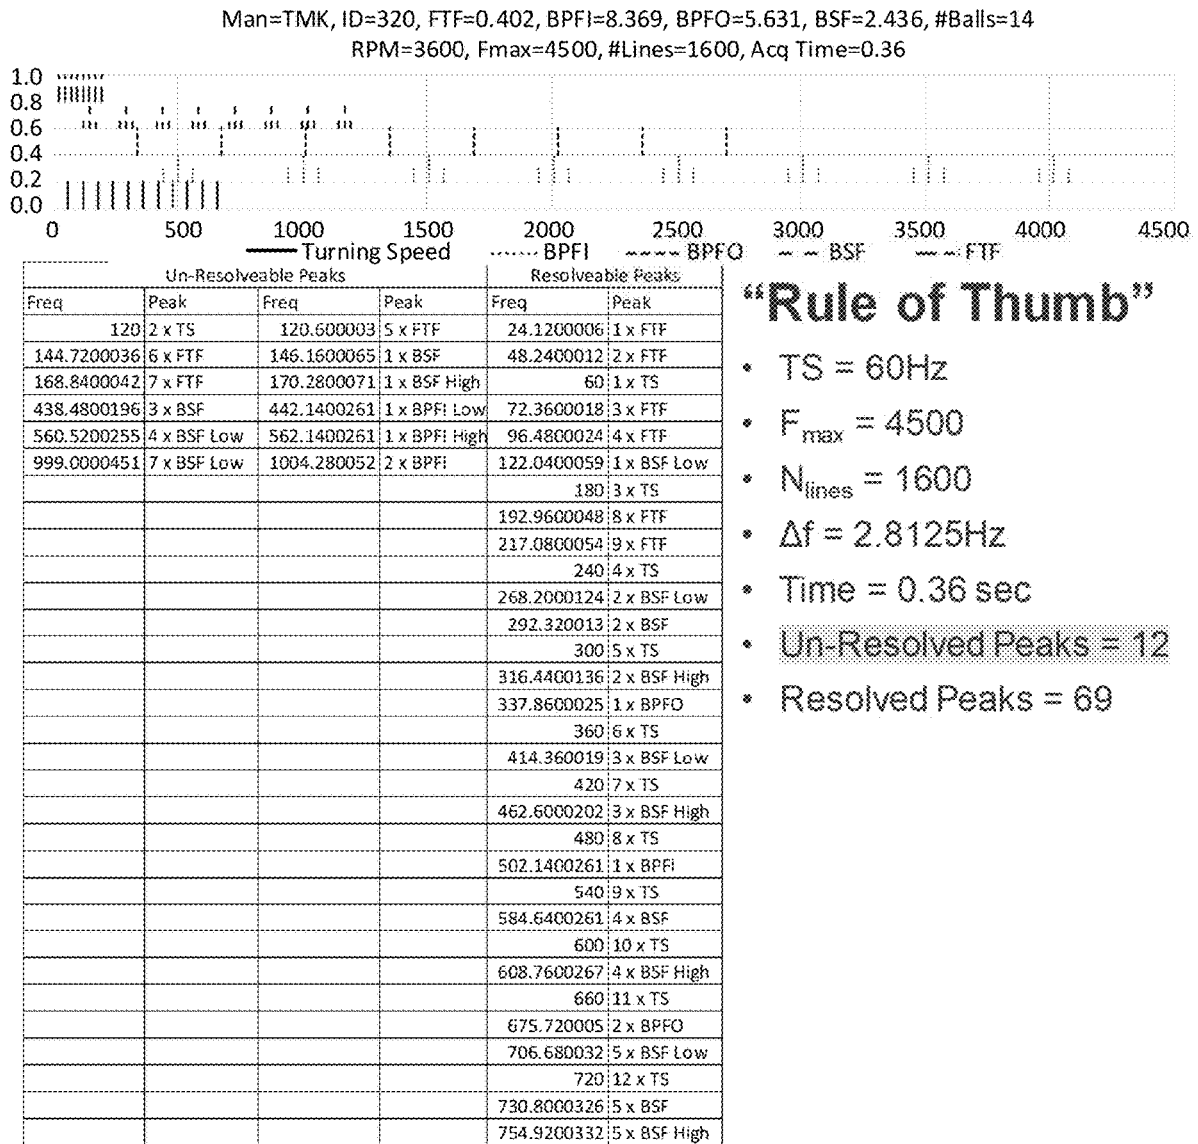 Man=TMK, ID=320, FTF=0.402, BPFI=8.369, BPFO=5.631, BSF=2.436, #Balls=14
RPM=3600, Fmax=4500, #Lines=1600, Acq Time=0.36
1.0
0.8
0.6
0.4
0.2
0.0
0 500 1000 1500 2000 2500 3000 3500 4000 4500
Turning Speed BPFI BPFO BSF FTF
Un-Resolveable Peaks Resolveable Peaks
Freq Peak Freq Peak Freq Peak
120 2 x TS 120.600003 5 x FTF 24.1200006 1 x FTF
144.7200036 6 x FTF 146.1600065 1 x BSF 48.2400012 2 x FTF
168.8400042 7 x FTF 170.2800071 1 x BSF High 60 1 x TS
438.4800196 3 x BSF 442.1400261 1 x BPFI Low 72.3600018 3 x FTF
560.5200255 4 x BSF Low 562.1400261 1 x BPFI High 96.4800024 4 x FTF
999.0000451 7 x BSF Low 1004.280052 2 x BPFI 122.0400059 1 x BSF Low
180 3 x TS
192.9600048 8 x FTF
217.0800054 9 x FTF
240 4 x TS
268.2000124 2 x BSF Low
292.320013 2 x BSF
300 5 x TS
316.4400136 2 x BSF High
337.8600025 1 x BPFO
360 6 x TS
414.360019 3 x BSF Low
420 7 x TS
462.6000202 3 x BSF High
480 8 x TS
502.1400261 1 x BPFI
540 9 x TS
584.6400261 4 x BSF
600 10 x TS
608.7600267 4 x BSF High
660 11 x TS
675.720005 2 x BPFO
706.680032 5 x BSF Low
720 12 x TS
730.8000326 5 x BSF
754.9200332 5 x BSF High
“Rule of Thumb”
• TS = 60Hz
• Fmax = 4500
• Nlines = 1600
• Δf = 2.8125Hz
• Time = 0.36 sec
• Un-Resolved Peaks = 12
• Resolved Peaks = 69